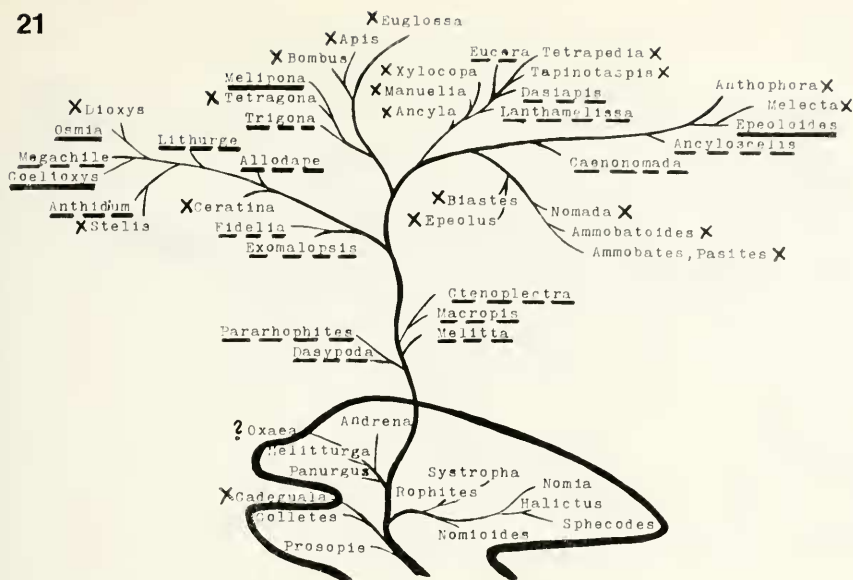 21
X Euglossa
X Apis
X Bombus
Melipona
X Tetragona
Trigona
Eucera
Tetrapedia X
X Xylocopa
Tapinotaspis X
X Manuelia
Dasiapis
X Ancyla
Lanthamelissa
Anthophora X
Melecta X
Epeoloides
Ancyloscelis
Caenonomada
X Dioxys
Osmia
Lithurge
Megachile
Allodape
Coelioxys
Anthidium
X Ceratina
X Stelis
Fidelia
Exomalopsis
X Biastes
X Epeolus
Nomada X
Ammobatoides X
Ammobates, Pasites X
Ctenoplectra
Macropis
Pararhophites
Melitta
Dasypoda
Andrena
? Oxaea
Melitturga
Panurgus
Systropha
Rophites
Nomia
X Cadeguala
Halictus
Colletes
Sphecodes
Nomioides
Prosopis